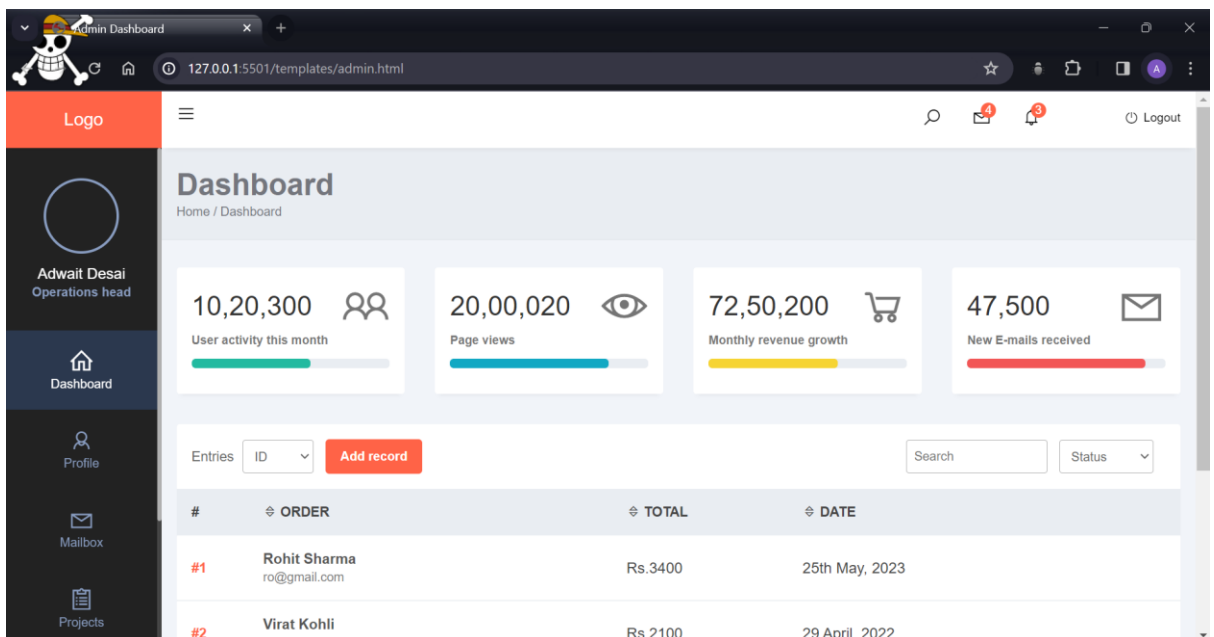 Admin Dashboard
127.0.0.1:5501/templates/admin.html
A
Logo
4
3
Logout
Adwait Desai
Operations head
Dashboard
Profile
Mailbox
Projects
Dashboard
Home / Dashboard
10,20,300
User activity this month
20,00,020
Page views
72,50,200
Monthly revenue growth
47,500
New E-mails received
Entries ID Add record Search Status
# ORDER TOTAL DATE
#1 Rohit Sharma Rs.3400 25th May, 2023
ro@gmail.com
#2 Virat Kohli Rs.2100 29 April, 2022